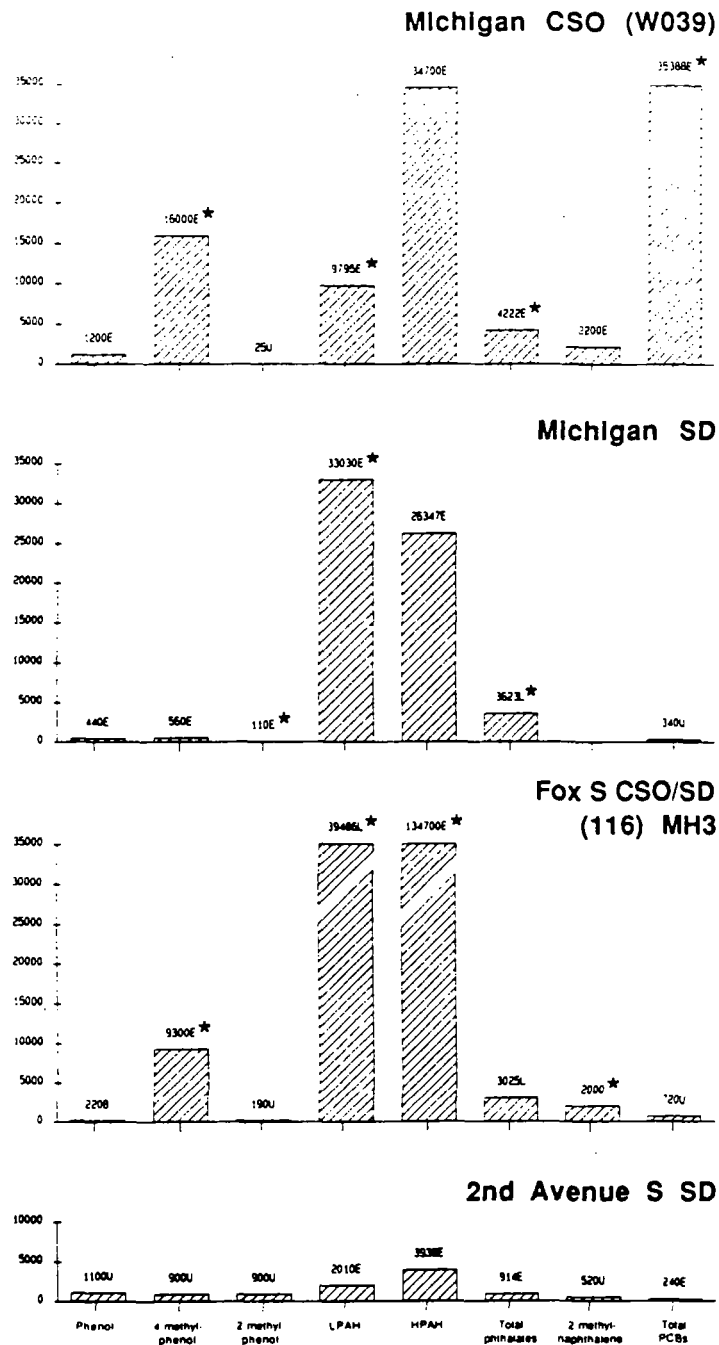 Michigan CSO (W039)
34700E
35388E ★
35000
30000
25000
20000
16000E ★
15000
9795E ★
10000
4222E ★
5000
1200E
25U
2200E
0
Michigan SD
35000
33030E ★
30000
26347E
25000
20000
15000
10000
5000
3623L ★
440E
560E
110E ★
340U
0
Fox S CSO/SD
(116) MH3
134700E ★
35000
30000
25000
20000
15000
10000
9300E ★
5000
220B
190U
3025L
2000 ★
720U
0
2nd Avenue S SD
10000
5000
1100U
900U
900U
2010E
3938E
914E
520U
240E
0
Phenol
4 methyl-
phenol
2 methyl
phenol
LPAH
HPAH
Total
phthalates
2 methyl-
naphthalene
Total
PCBs